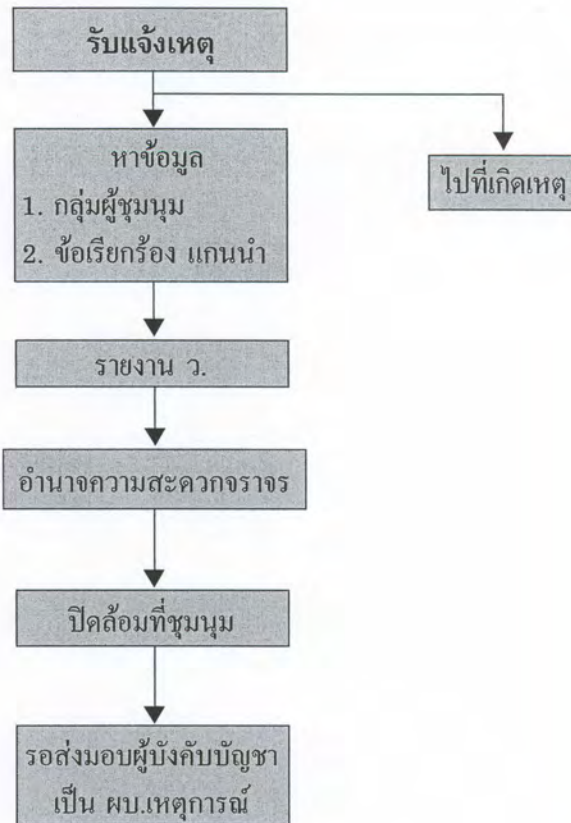 รับแจ้งเหตุ
หาข้อมูล
1. กลุ่มผู้ชุมนุม
2. ข้อเรียกร้อง แกนนำ
ไปที่เกิดเหตุ
รายงาน ว.
อำนาจความสะดวกจราจร
ปิดล้อมที่ชุมนุม
รอส่งมอบผู้บังคับบัญชา
เป็น ผบ.เหตุการณ์